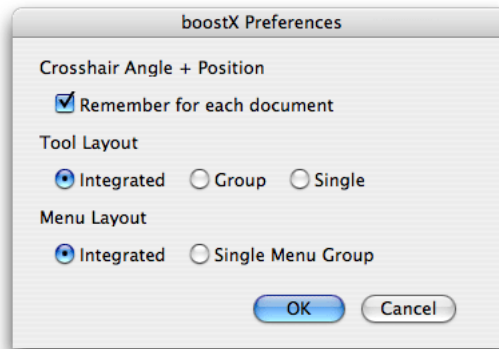 boostX Preferences
Crosshair Angle + Position
Remember for each document
Tool Layout
Integrated Group Single
Menu Layout
Integrated Single Menu Group
OK Cancel